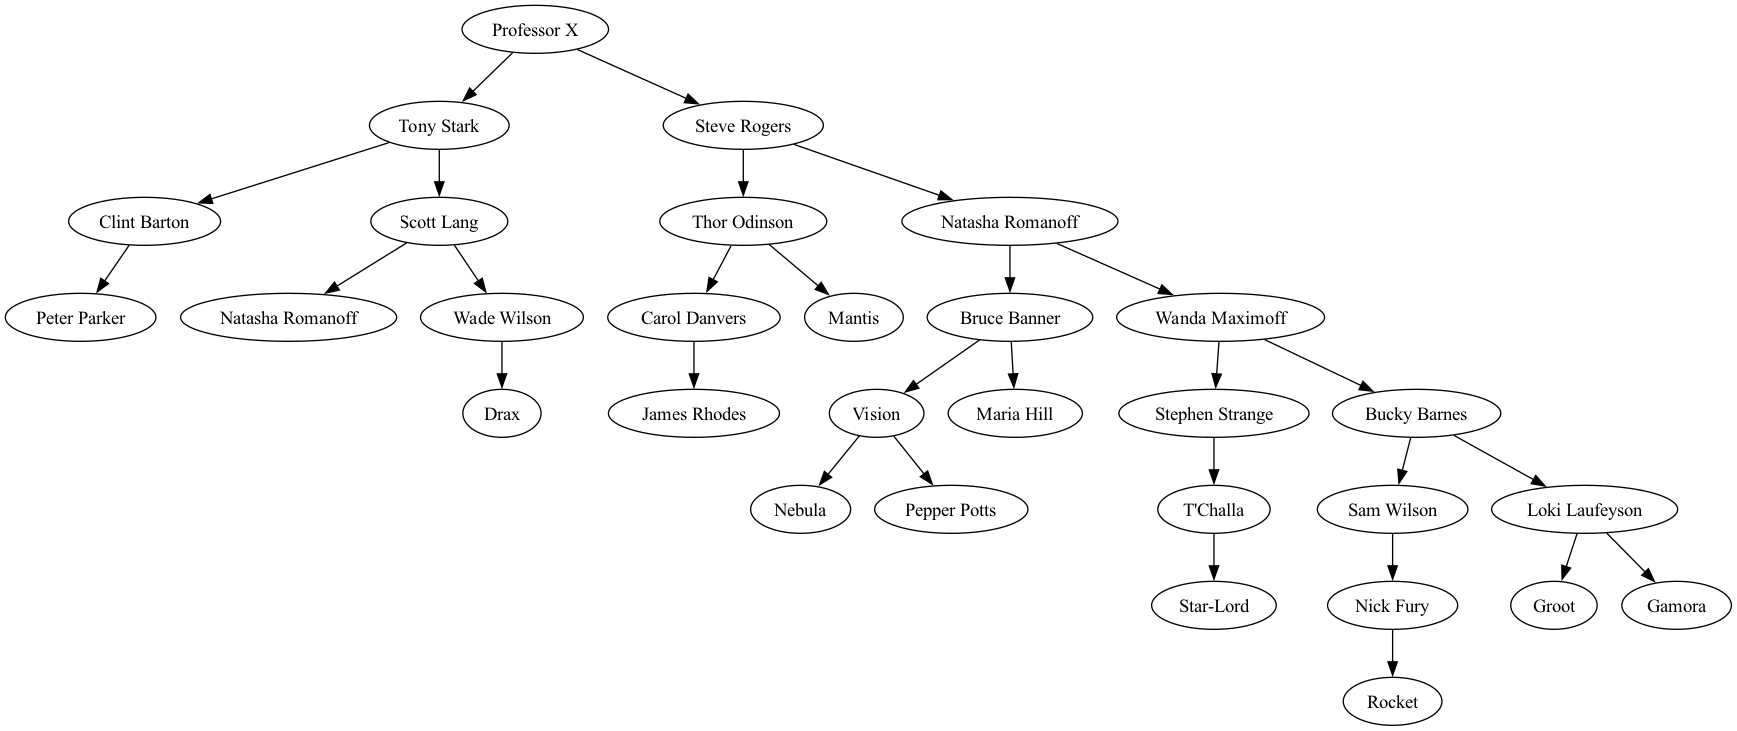 Professor X
Tony Stark
Steve Rogers
Clint Barton
Scott Lang
Thor Odinson
Natasha Romanoff
Peter Parker
Natasha Romanoff
Wade Wilson
Carol Danvers
Mantis
Bruce Banner
Wanda Maximoff
Drax
James Rhodes
Vision
Maria Hill
Stephen Strange
Bucky Barnes
Nebula
Pepper Potts
T'Challa
Sam Wilson
Loki Laufeyson
Star-Lord
Nick Fury
Groot
Gamora
Rocket